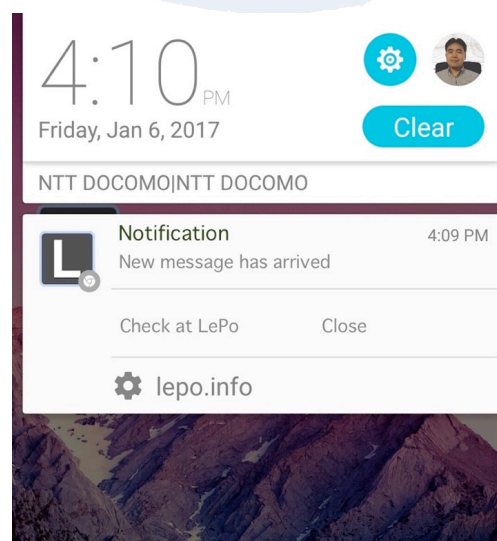 4:10 PM
Friday, Jan 6, 2017
Clear
NTT DOCOMO|NTT DOCOMO
L
Notification 4:09 PM
New message has arrived
Check at LePo Close
lepo.info